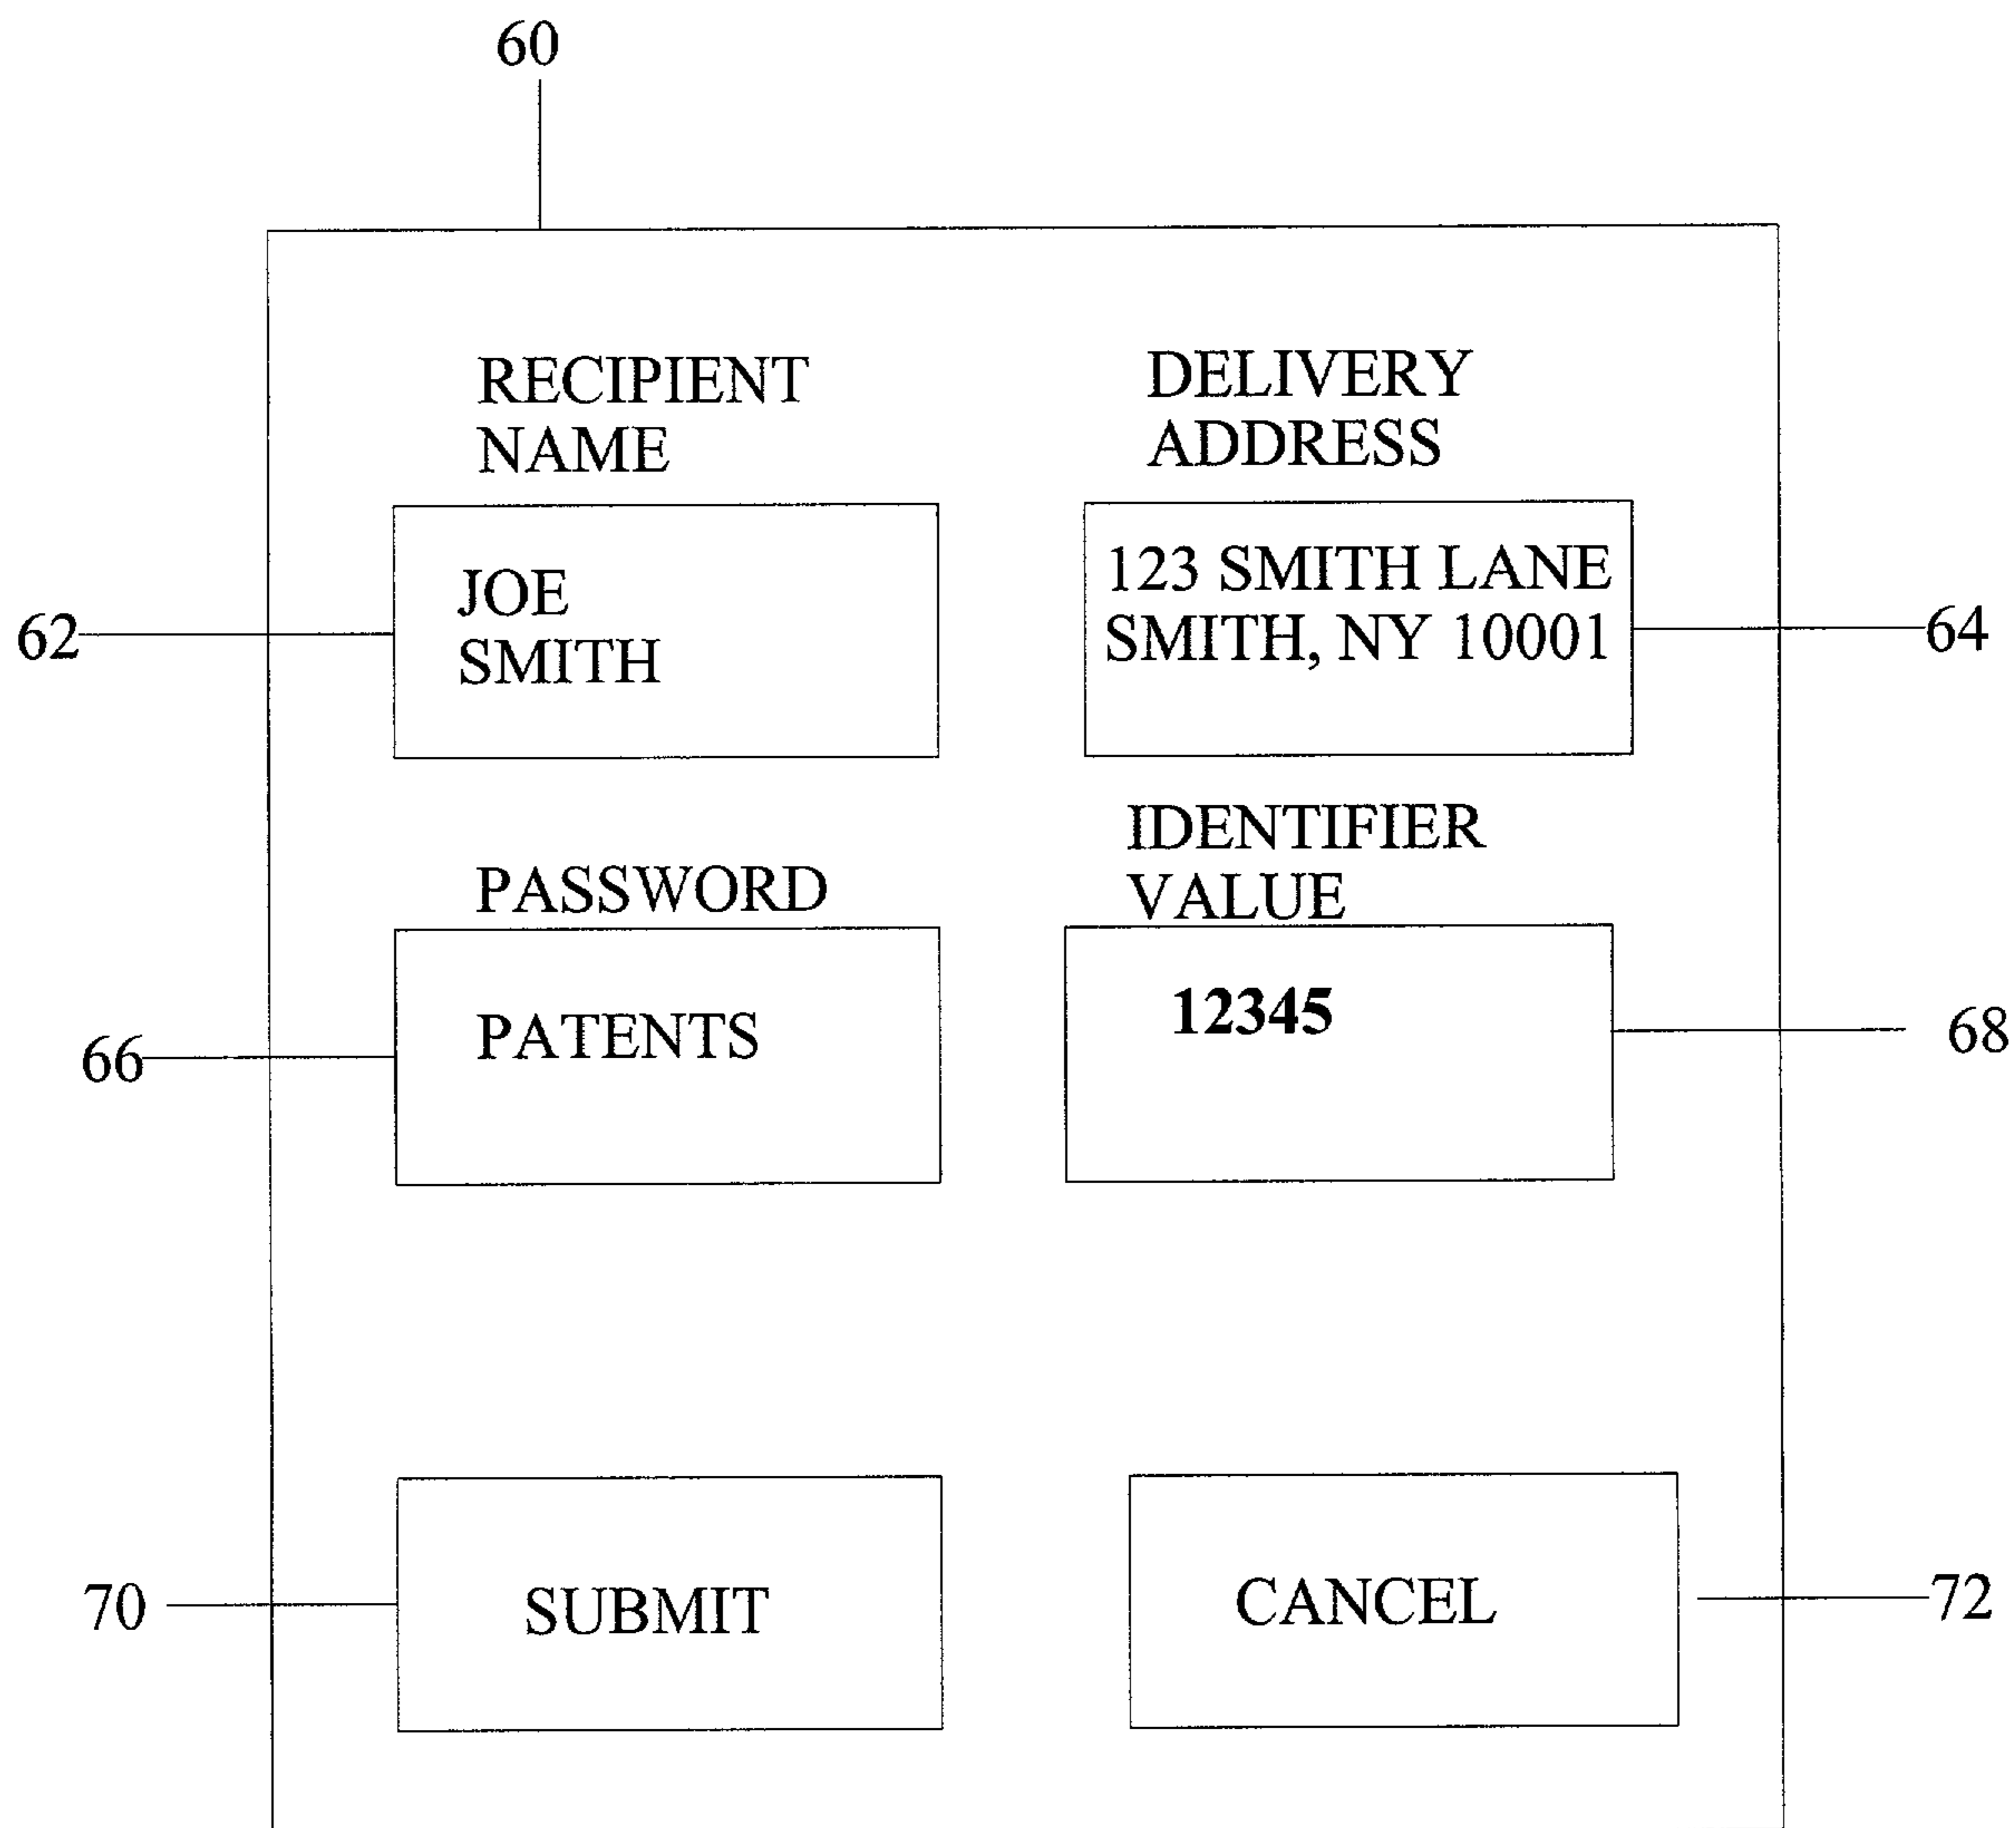 60
RECIPIENT
NAME
DELIVERY
ADDRESS
JOE
SMITH
123 SMITH LANE
SMITH, NY 10001
62
64
PASSWORD
IDENTIFIER
VALUE
PATENTS
12345
66
68
SUBMIT
CANCEL
70
72